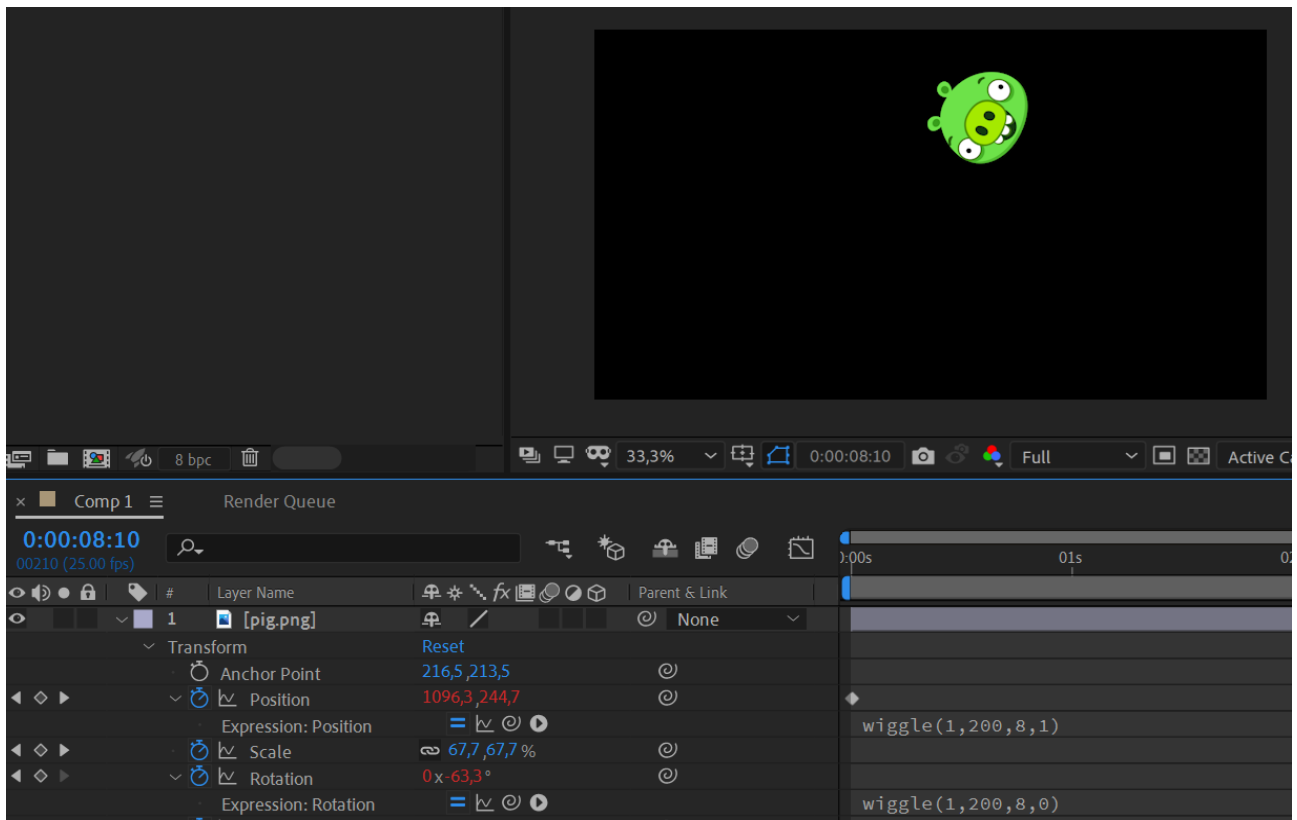 8 bpc
33,3%
0:00:08:10
Full
Active Ca
× Comp 1
Render Queue
0:00:08:10
00210 (25.00 fps)
):00s
01s
02
#
Layer Name
fx
Parent & Link
1
[pig.png]
None
Transform
Reset
Anchor Point
216,5 ,213,5
Position
1096,3 ,244,7
Expression: Position
wiggle(1,200,8,1)
Scale
67,7 ,67,7 %
Rotation
0 x-63,3 °
Expression: Rotation
wiggle(1,200,8,0)